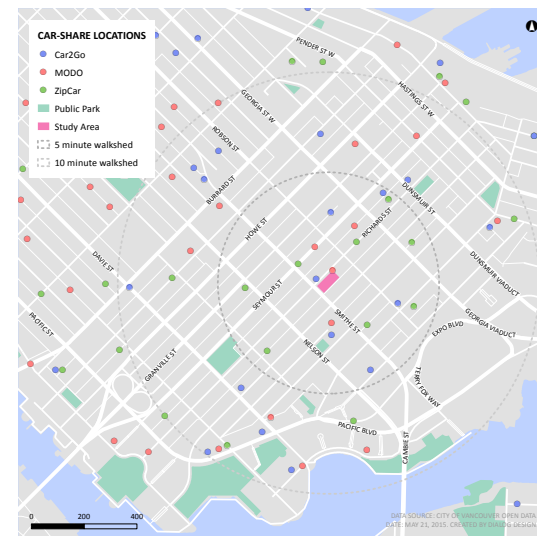 CAR-SHARE LOCATIONS
Car2Go
MODO
ZipCar
Public Park
Study Area
5 minute walkshed
10 minute walkshed
PENDER ST W
HASTINGS ST W
GEORGIA ST W
ROBSON ST
BURRARD ST
DUNSMUIR ST
RICHARDS ST
HOWE ST
DAVIE ST
DUNSMUIR VIADUCT
SEYMOUR ST
PACIFIC ST
SMITHE ST
GEORGIA VIADUCT
EXPO BLVD
NELSON ST
GRANVILLE ST
TERRY FOX WAY
PACIFIC BLVD
CAMBIE ST
0 200 400
DATA SOURCE: CITY OF VANCOUVER OPEN DATA
DATE: MAY 21, 2015. CREATED BY DIALOG DESIGN